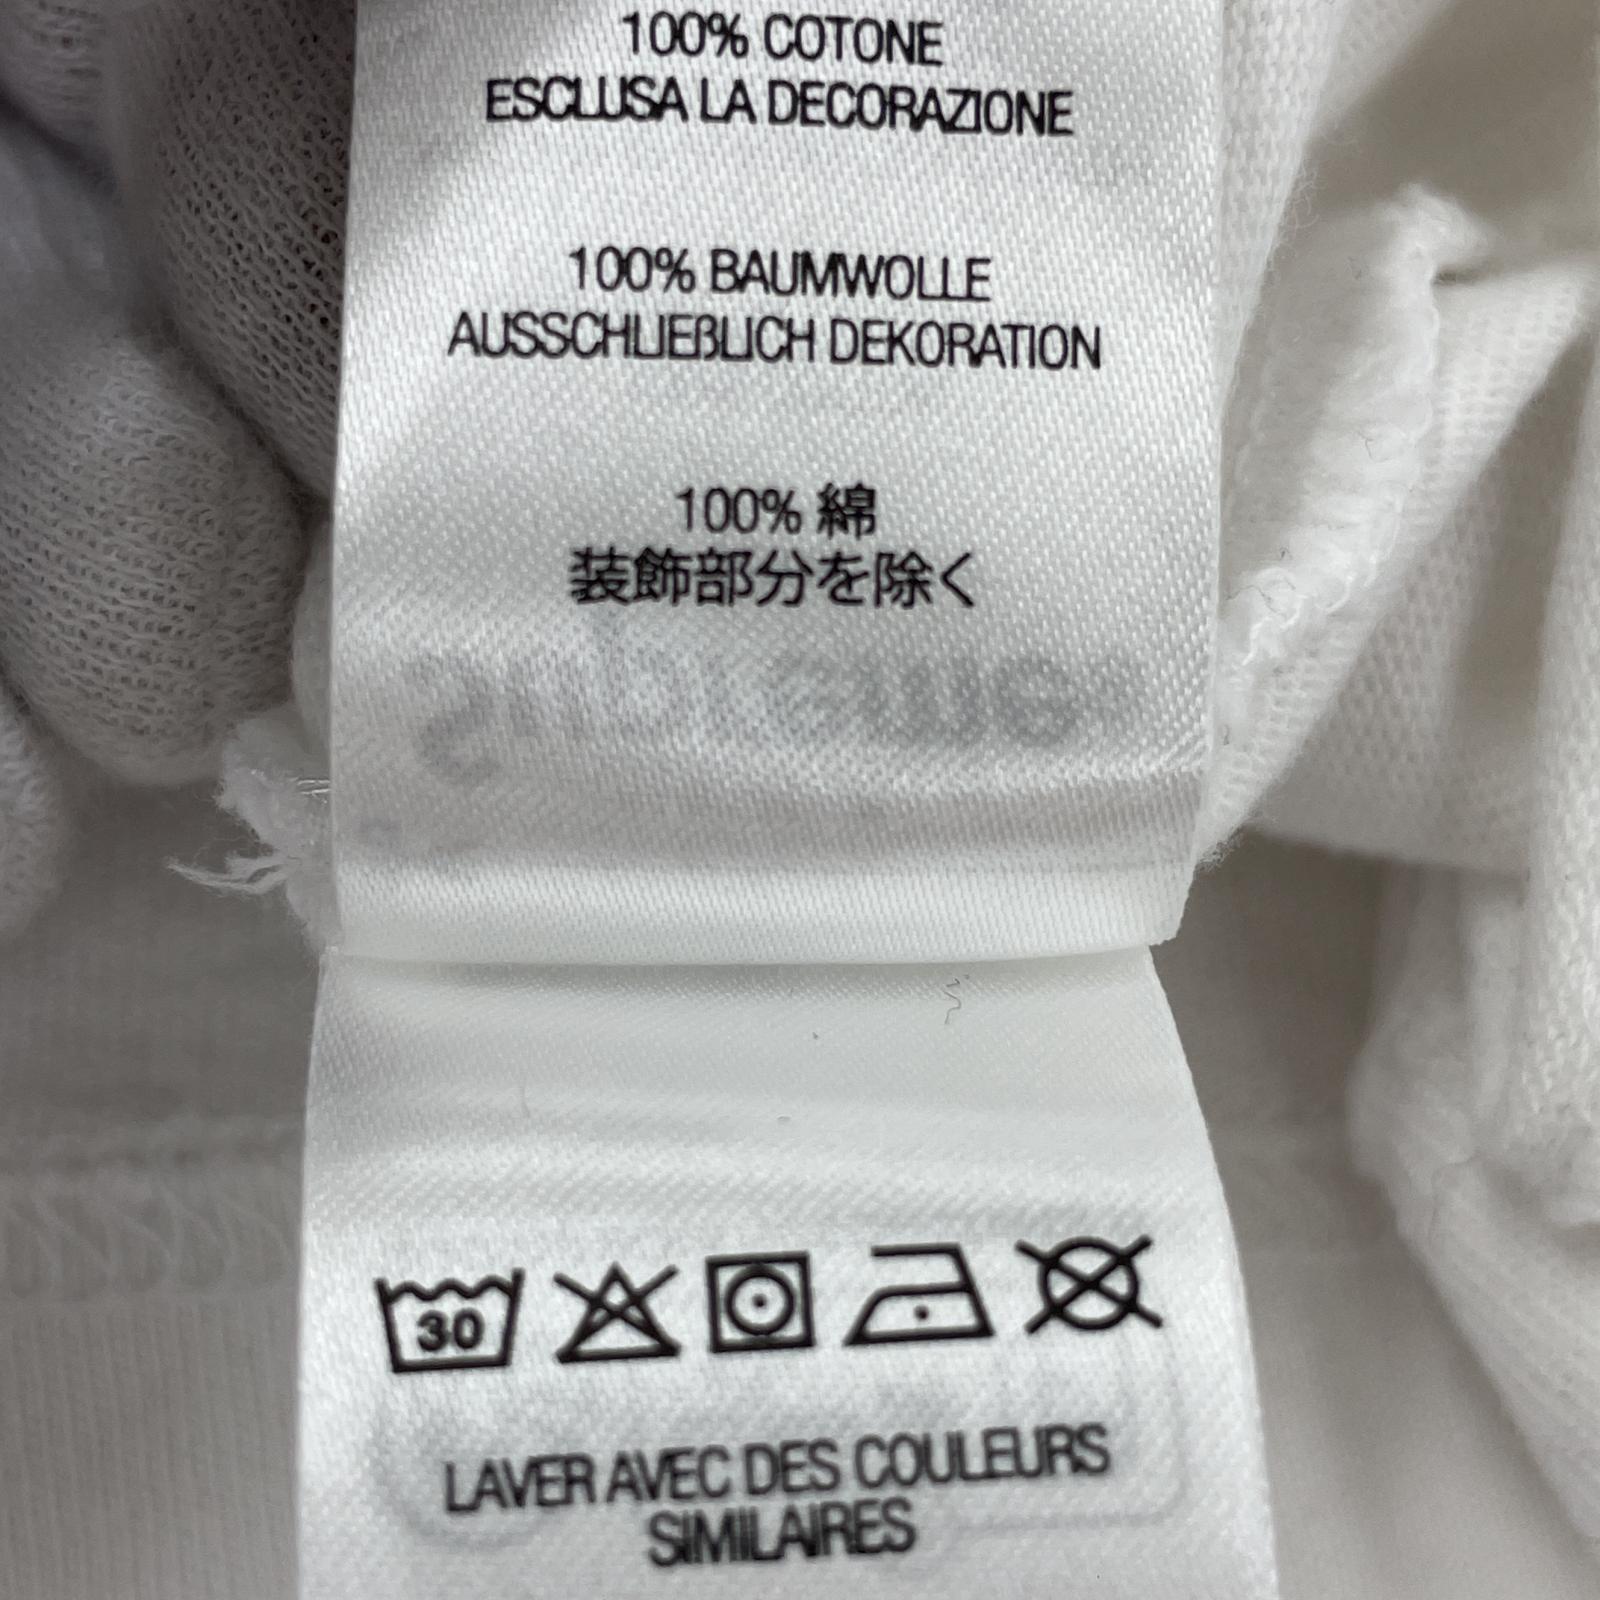 100% COTONE
ESCLUSA LA DECORAZIONE
100% BAUMWOLLE
AUSSCHLIEßLICH DEKORATION
100% 綿
装飾部分を除く
30
LAVER AVEC DES COULEURS
SIMILAIRES